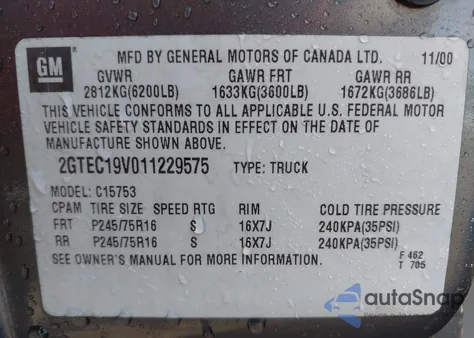 GM
MFD BY GENERAL MOTORS OF CANADA LTD. 11/00
GVWR GAWR FRT GAWR RR
2812KG(6200LB) 1633KG(3600LB) 1672KG(3686LB)
THIS VEHICLE CONFORMS TO ALL APPLICABLE U.S. FEDERAL MOTOR
VEHICLE SAFETY STANDARDS IN EFFECT ON THE DATE OF
MANUFACTURE SHOWN ABOVE.
2GTEC19V011229575 TYPE: TRUCK
MODEL: C15753
CPAM TIRE SIZE SPEED RTG RIM COLD TIRE PRESSURE
FRT P245/75R16 S 16X7J 240KPA(35PSI)
RR P245/75R16 S 16X7J 240KPA(35PSI)
SEE OWNER'S MANUAL FOR MORE INFORMATION.
F 462
T 705
autoSnap